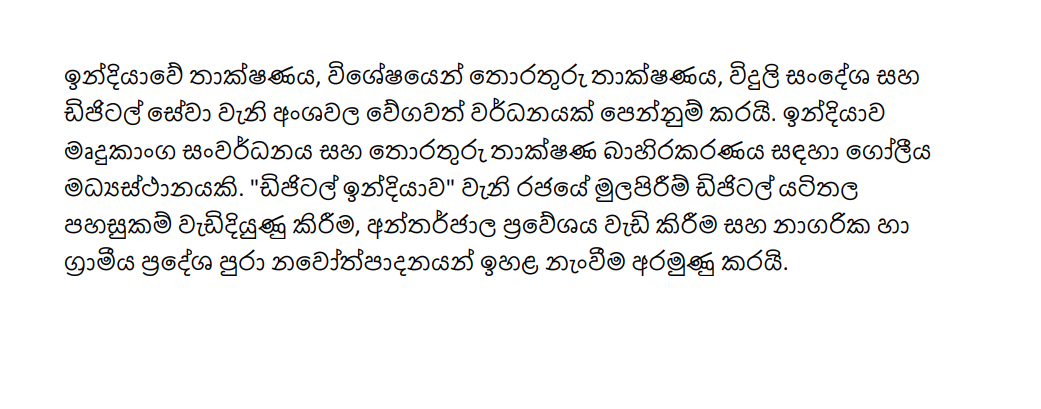 ඉන්දියාවේ තාක්ෂණය, විශේෂයෙන් තොරතුරු තාක්ෂණය, විදුලි සංදේශ සහ
ඩිජිටල් සේවා වැනි අංශවල වේගවත් වර්ධනයක් පෙන්නුම් කරයි. ඉන්දියාව
මෘදුකාංග සංවර්ධනය සහ තොරතුරු තාක්ෂණ බාහිරකරණය සඳහා ගෝලීය
මධ්‍යස්ථානයකි. "ඩිජිටල් ඉන්දියාව" වැනි රජයේ මුලපිරීම් ඩිජිටල් යටිතල
පහසුකම් වැඩිදියුණු කිරීම, අන්තර්ජාල ප්‍රවේශය වැඩි කිරීම සහ නාගරික හා
ග්‍රාමීය ප්‍රදේශ පුරා නවෝත්පාදනයන් ඉහළ නැංවීම අරමුණු කරයි.